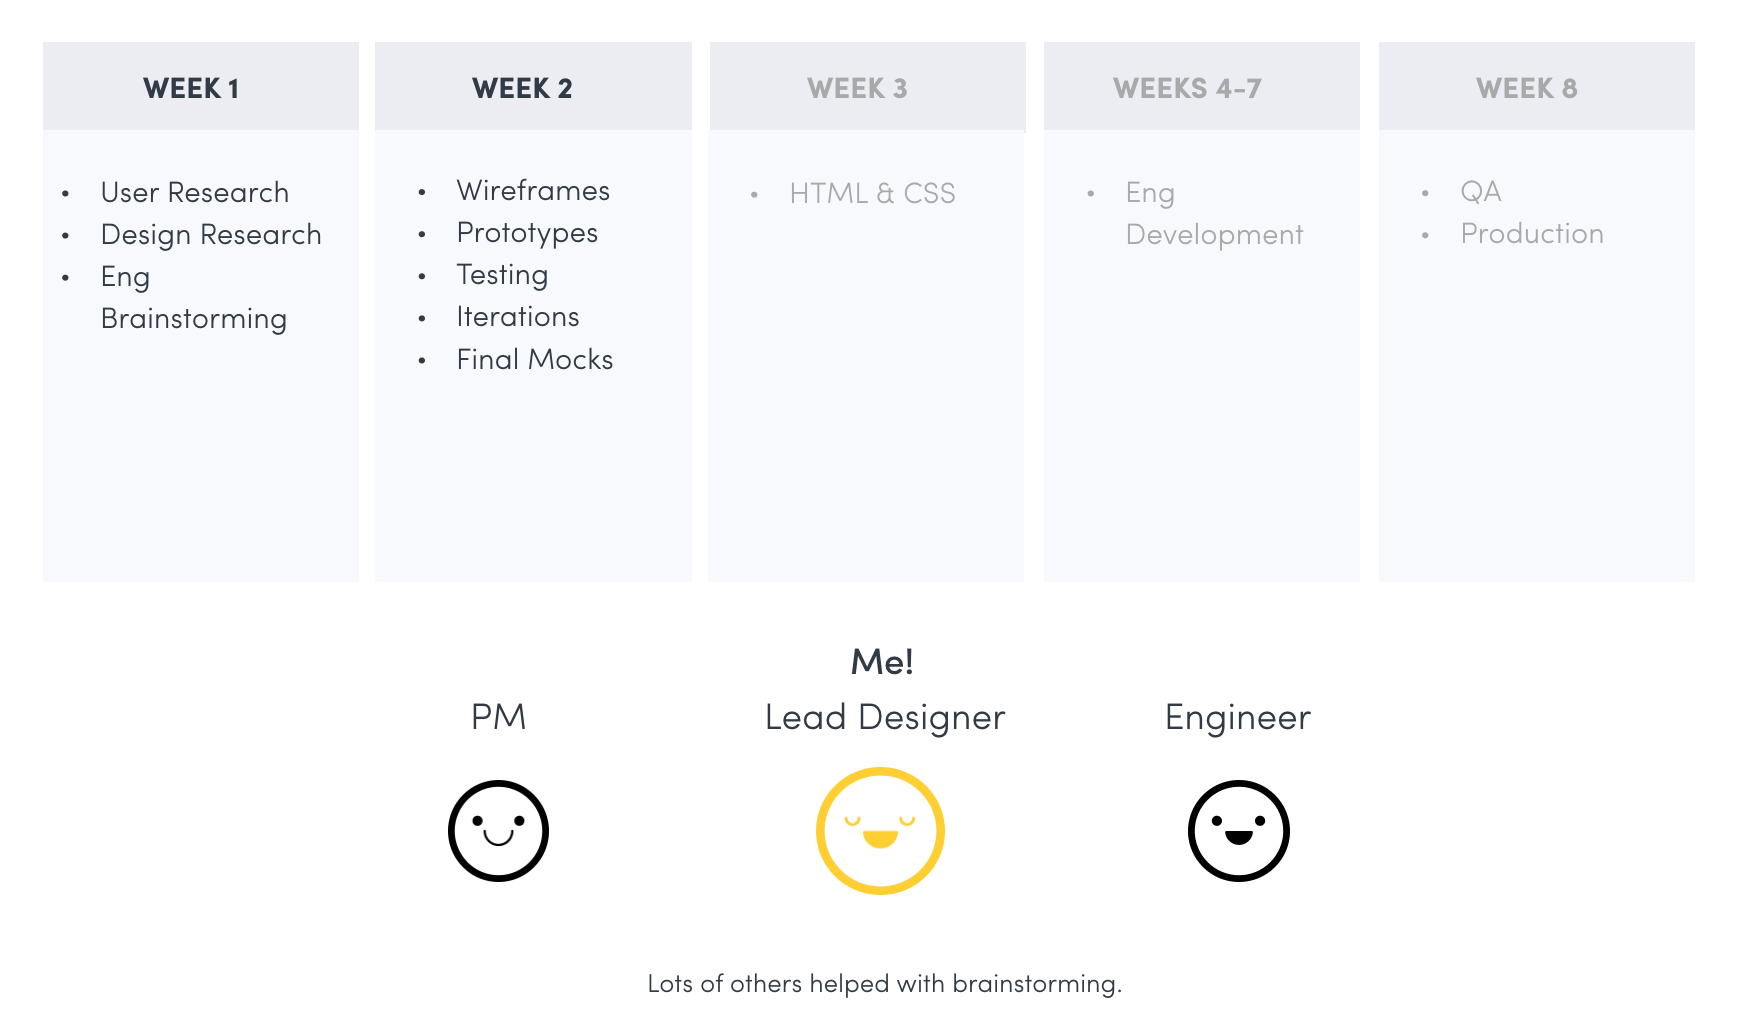 WEEK 1
• User Research
• Design Research
• Eng
Brainstorming
WEEK 2
• Wireframes
• Prototypes
• Testing
• Iterations
• Final Mocks
WEEK 3
• HTML & CSS
WEEKS 4-7
• Eng
Development
WEEK 8
• QA
• Production
PM
Me!
Lead Designer
Engineer
Lots of others helped with brainstorming.